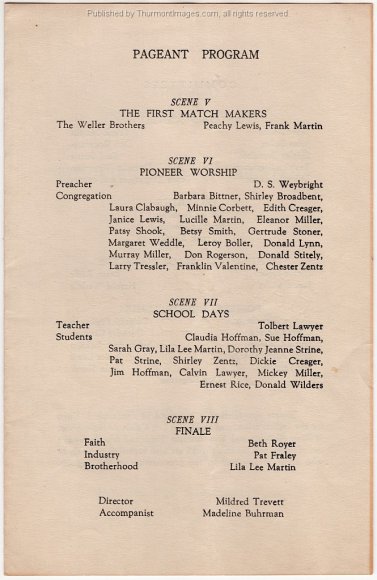 Published by ThurmontImages.com, all rights reserved.
PAGEANT PROGRAM
SCENE V
THE FIRST MATCH MAKERS
The Weller Brothers Peachy Lewis, Frank Martin
SCENE VI
PIONEER WORSHIP
Preacher D. S. Weybright
Congregation Barbara Bittner, Shirley Broadbent,
Laura Clabaugh, Minnie Corbett, Edith Creager,
Janice Lewis, Lucille Martin, Eleanor Miller,
Patsy Shook, Betsy Smith, Gertrude Stoner,
Margaret Weddle, Leroy Boller, Donald Lynn,
Murray Miller, Don Rogerson, Donald Stitely,
Larry Tressler, Franklin Valentine, Chester Zentz
SCENE VII
SCHOOL DAYS
Teacher Tolbert Lawyer
Students Claudia Hoffman, Sue Hoffman,
Sarah Gray, Lila Lee Martin, Dorothy Jeanne Strine,
Pat Strine, Shirley Zentz, Dickie Creager,
Jim Hoffman, Calvin Lawyer, Mickey Miller,
Ernest Rice, Donald Wilders
SCENE VIII
FINALE
Faith Beth Royer
Industry Pat Fraley
Brotherhood Lila Lee Martin
Director Mildred Trevett
Accompanist Madeline Buhrman